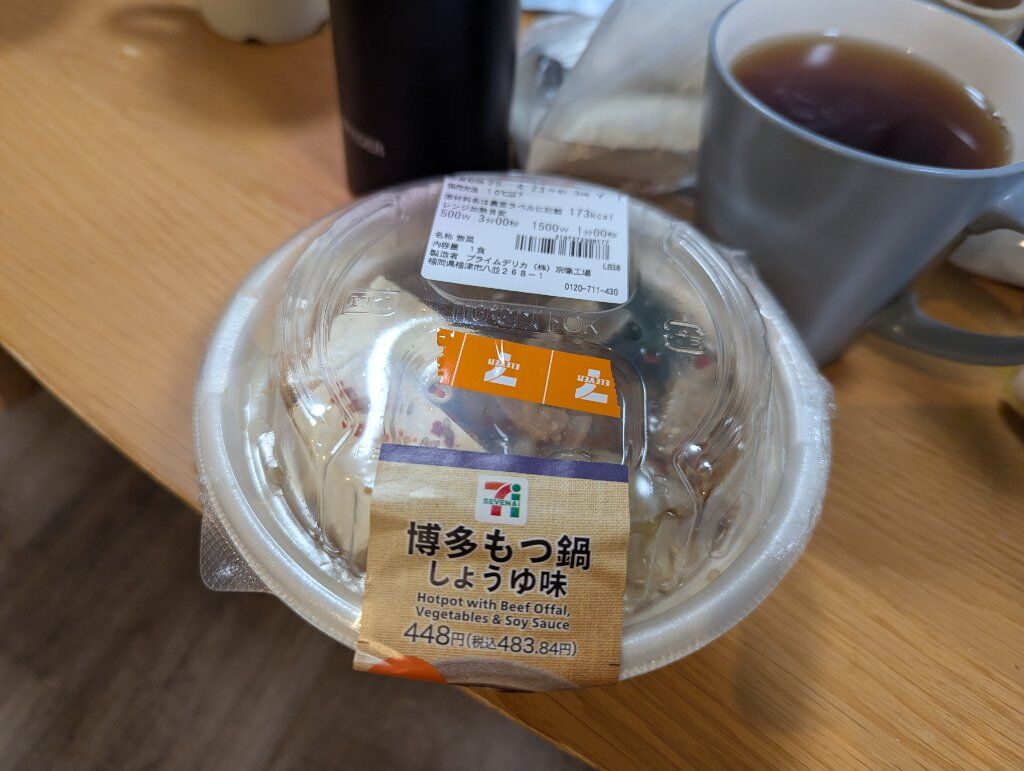 保存方法 10℃以下
原材料名は裏面ラベルに記載 173kcal
レンジ加熱目安
500W 3分00秒 1500W 1分00秒
名称 惣菜
内容量 1食
製造者 プライムデリカ(株)宗像工場 L038
福岡県福津市八並268-1
0120-711-430
ELEVEN
ELEVEN
SEVEN&i
博多もつ鍋
しょうゆ味
Hotpot with Beef Offal,
Vegetables & Soy Sauce
448円(税込483.84円)